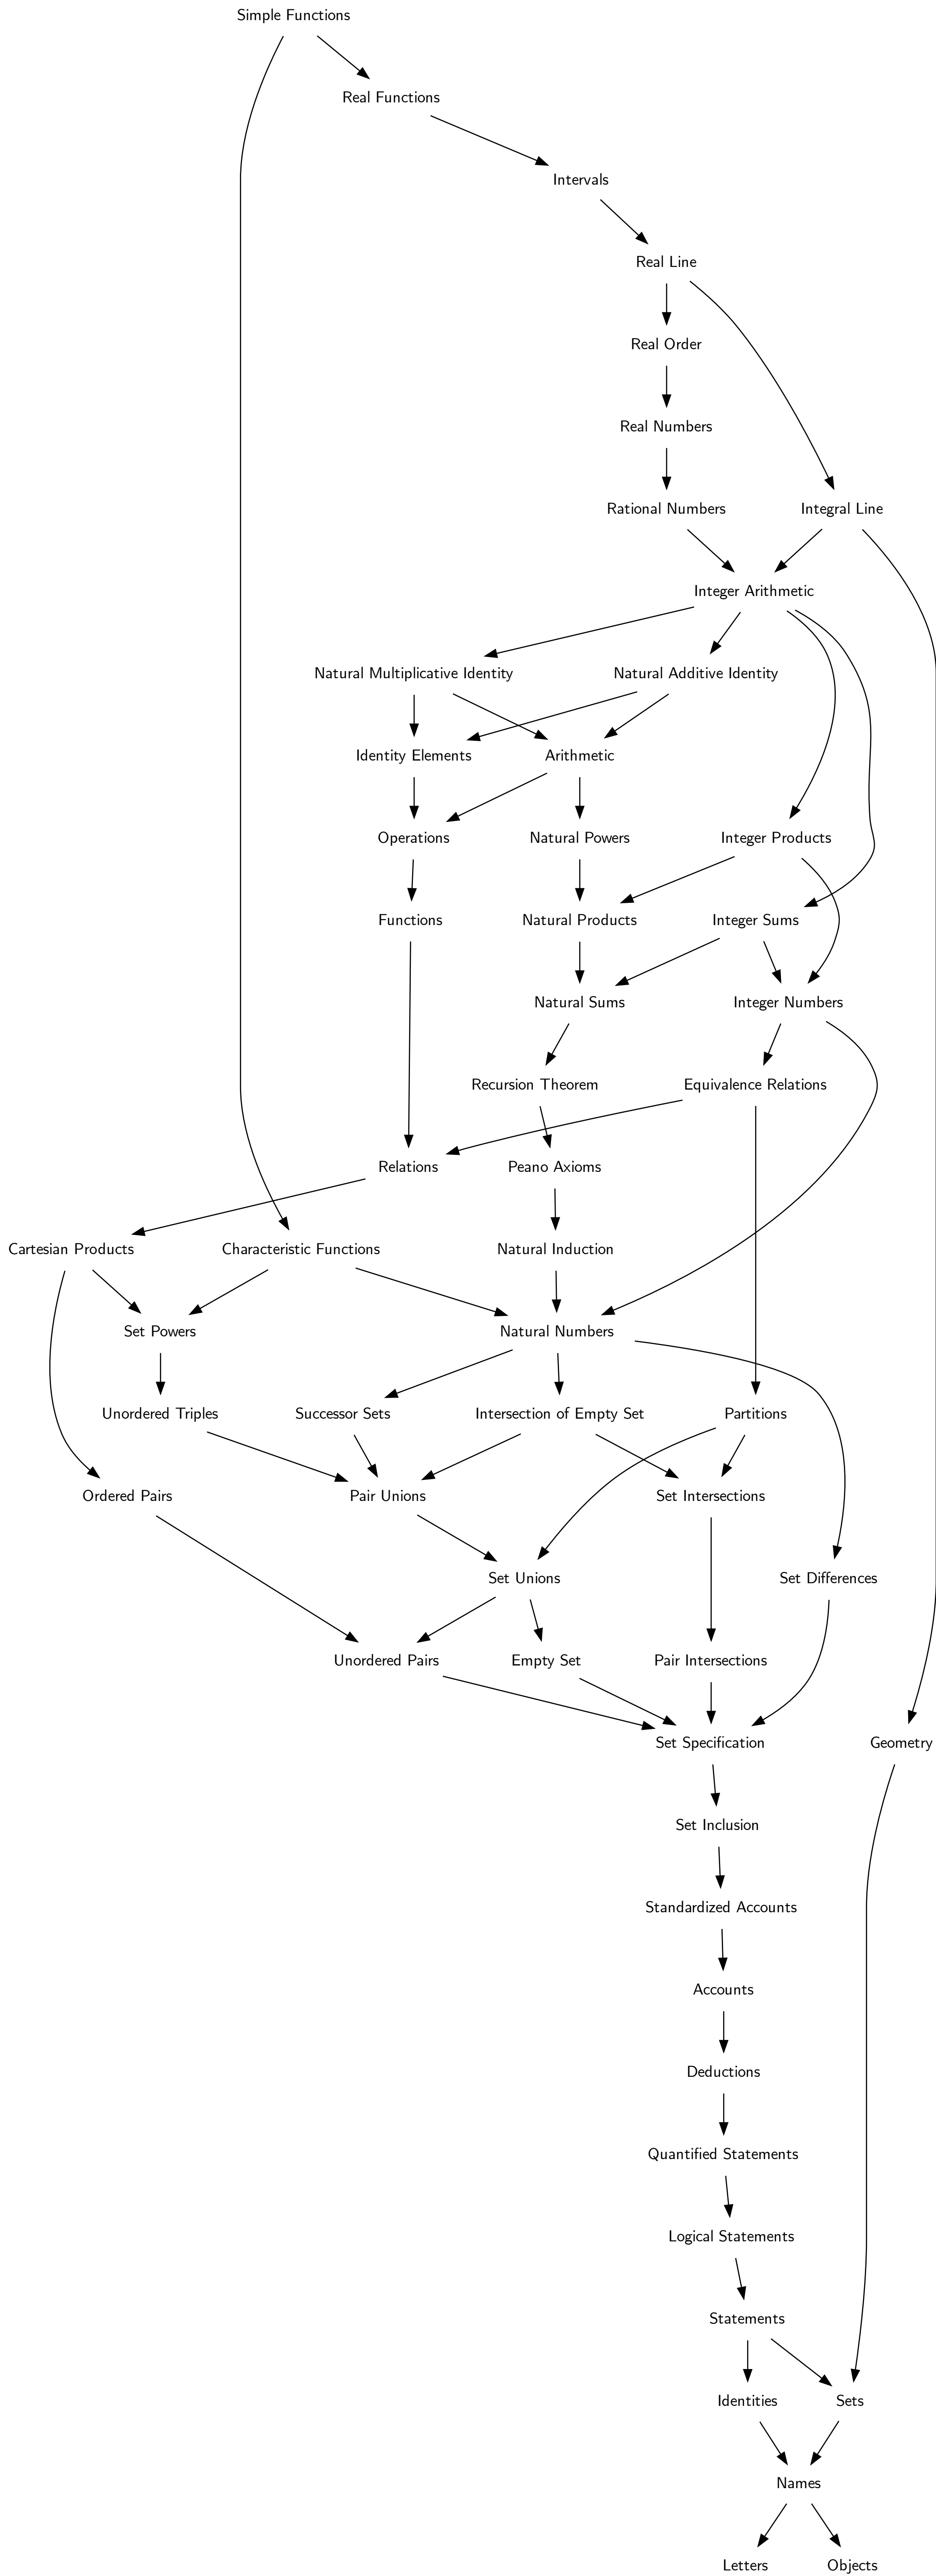 Simple Functions
Real Functions
Intervals
Real Line
Real Order
Real Numbers
Rational Numbers
Integral Line
Integer Arithmetic
Natural Multiplicative Identity
Natural Additive Identity
Identity Elements
Arithmetic
Operations
Natural Powers
Integer Products
Functions
Natural Products
Integer Sums
Natural Sums
Integer Numbers
Recursion Theorem
Equivalence Relations
Relations
Peano Axioms
Cartesian Products
Characteristic Functions
Natural Induction
Set Powers
Natural Numbers
Unordered Triples
Successor Sets
Intersection of Empty Set
Partitions
Ordered Pairs
Pair Unions
Set Intersections
Set Unions
Set Differences
Unordered Pairs
Empty Set
Pair Intersections
Set Specification
Geometry
Set Inclusion
Standardized Accounts
Accounts
Deductions
Quantified Statements
Logical Statements
Statements
Identities
Sets
Names
Letters
Objects